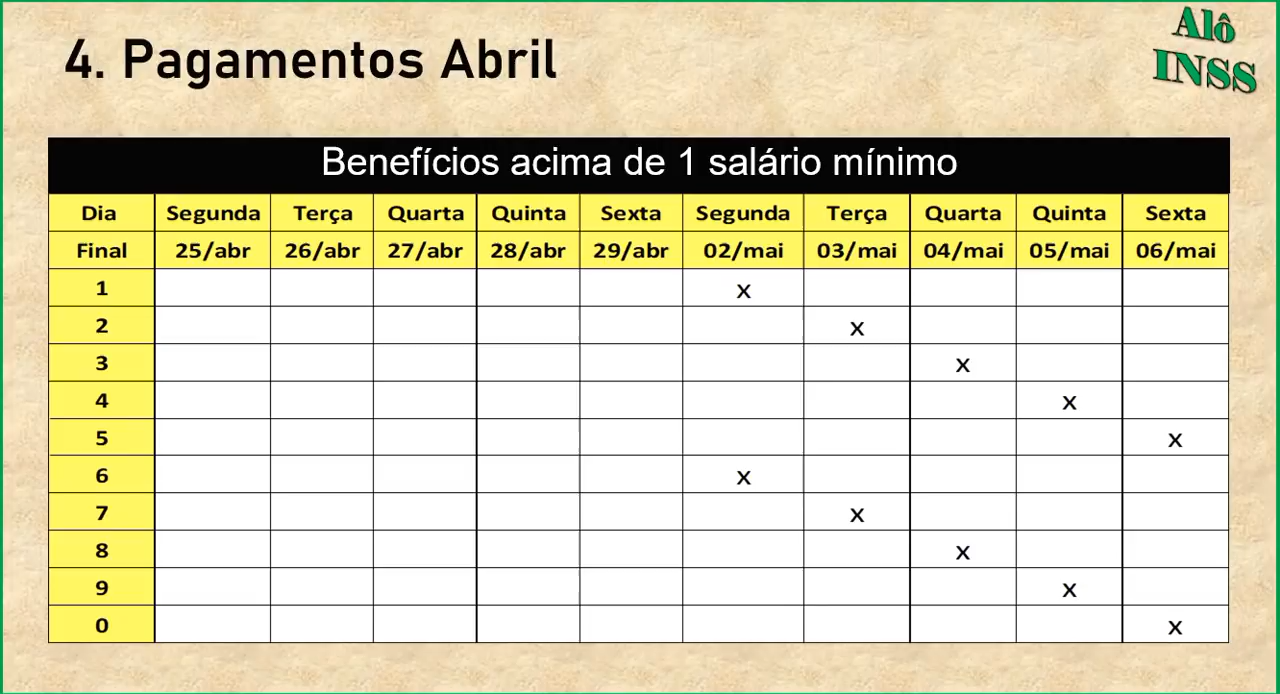 4. Pagamentos Abril
Alô
INSS
Benefícios acima de 1 salário mínimo
Dia Segunda Terça Quarta Quinta Sexta Segunda Terça Quarta Quinta Sexta
Final 25/abr 26/abr 27/abr 28/abr 29/abr 02/mai 03/mai 04/mai 05/mai 06/mai
1 x
2 x
3 x
4 x
5 x
6 x
7 x
8 x
9 x
0 x